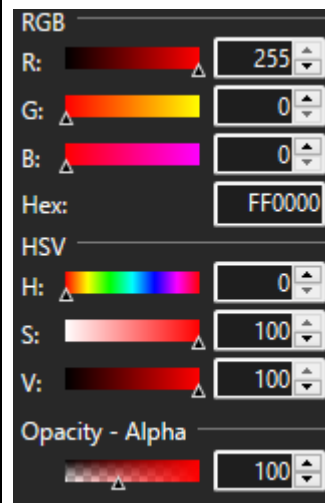 RGB
R: 255
G: 0
B: 0
Hex: FF0000
HSV
H: 0
S: 100
V: 100
Opacity - Alpha
100